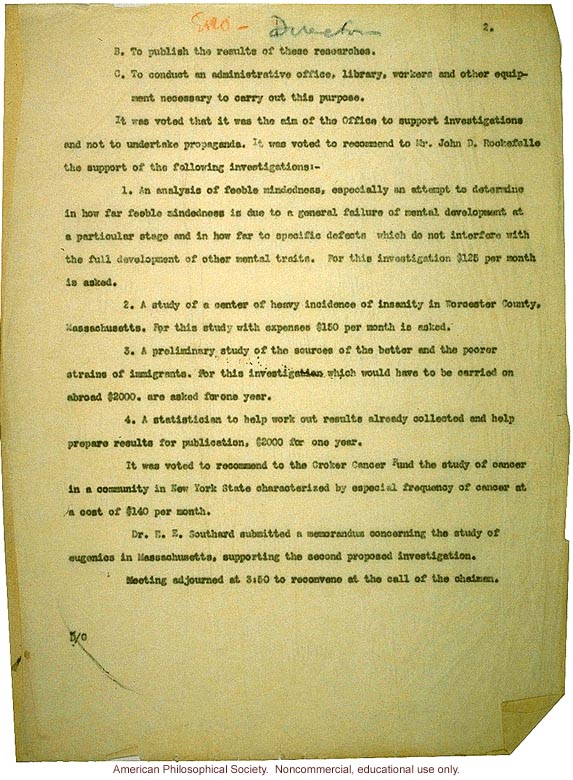 ERO - Director
2.
B. To publish the results of these researches.
C. To conduct an administrative office, library, workers and other equip-
ment necessary to carry out this purpose.
It was voted that it was the aim of the Office to support investigations
and not to undertake propaganda. It was voted to recommend to Mr. John D. Rockefelle
the support of the following investigations:-
1. An analysis of feeble mindedness, especially an attempt to determine
in how far feeble mindedness is due to a general failure of mental development at
a particular stage and in how far to specific defects which do not interfere with
the full development of other mental traits. For this investigation $125 per month
is asked.
2. A study of a center of heavy incidence of insanity in Worcester County,
Massachusetts. For this study with expenses $150 per month is asked.
3. A preliminary study of the sources of the better and the poorer
strains of immigrants. For this investigation which would have to be carried on
abroad $2000. are asked for one year.
4. A statistician to help work out results already collected and help
prepare results for publication, $2000 for one year.
It was voted to recommend to the Croker Cancer Fund the study of cancer
in a community in New York State characterized by especial frequency of cancer at
a cost of $140 per month.
Dr. E. E. Southard submitted a memorandum concerning the study of
eugenics in Massachusetts, supporting the second proposed investigation.
Meeting adjourned at 3:50 to reconvene at the call of the chaiman.
D/C
American Philosophical Society. Noncommercial, educational use only.